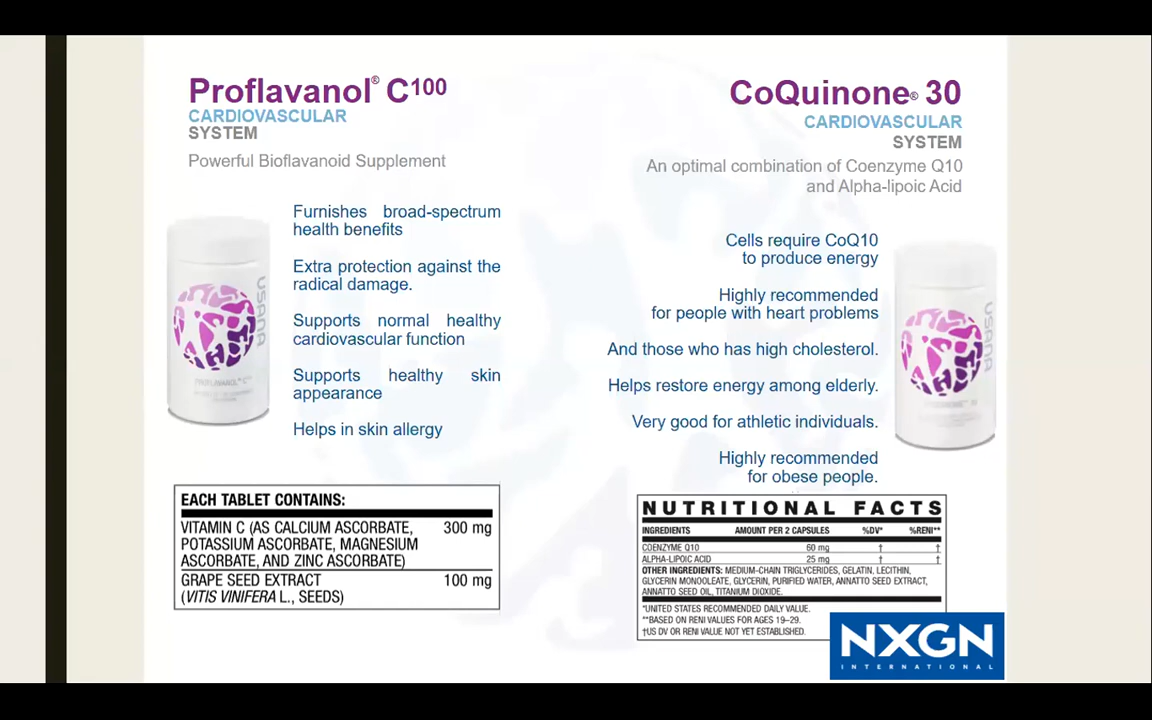 Proflavanol® C100
CARDIOVASCULAR
SYSTEM
Powerful Bioflavanoid Supplement
Furnishes broad-spectrum
health benefits
Extra protection against the
radical damage.
Supports normal healthy
cardiovascular function
Supports healthy skin
appearance
Helps in skin allergy
USANA
PROFLAVANOL
EACH TABLET CONTAINS:
VITAMIN C (AS CALCIUM ASCORBATE, 300 mg
POTASSIUM ASCORBATE, MAGNESIUM
ASCORBATE, AND ZINC ASCORBATE)
GRAPE SEED EXTRACT 100 mg
(VITIS VINIFERA L., SEEDS)
CoQuinone® 30
CARDIOVASCULAR
SYSTEM
An optimal combination of Coenzyme Q10
and Alpha-lipoic Acid
Cells require CoQ10
to produce energy
Highly recommended
for people with heart problems
And those who has high cholesterol.
Helps restore energy among elderly.
Very good for athletic individuals.
Highly recommended
for obese people.
USANA
NUTRITIONAL FACTS
INGREDIENTS AMOUNT PER 2 CAPSULES %DV* %RENI**
COENZYME Q10 60 mg † †
ALPHA-LIPOIC ACID 25 mg † †
OTHER INGREDIENTS: MEDIUM-CHAIN TRIGLYCERIDES, GELATIN, LECITHIN,
GLYCERIN MONOOLEATE, GLYCERIN, PURIFIED WATER, ANNATTO SEED EXTRACT,
ANNATTO SEED OIL, TITANIUM DIOXIDE.
*UNITED STATES RECOMMENDED DAILY VALUE.
**BASED ON RENI VALUES FOR AGES 19–29.
†US DV OR RENI VALUE NOT YET ESTABLISHED.
NXGN
INTERNATIONAL